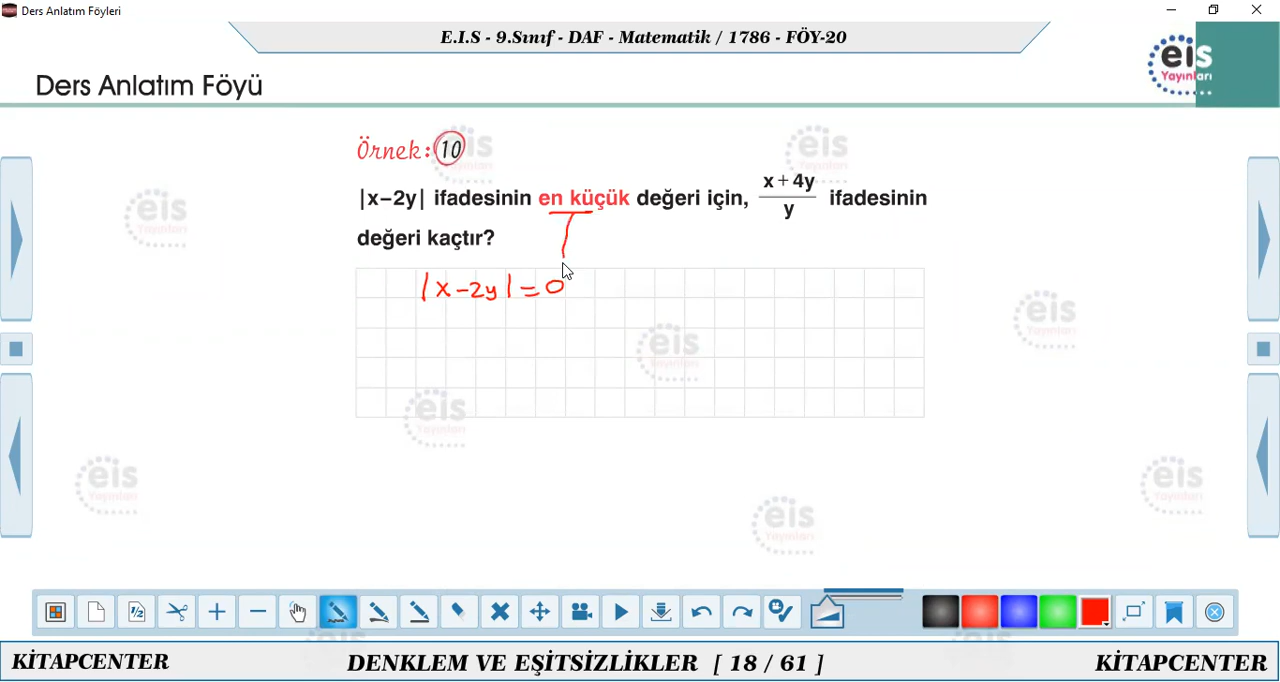 Ders Anlatım Föyleri
E.I.S - 9.Sınıf - DAF - Matematik / 1786 - FÖY-20
eis
Yayınları
Ders Anlatım Föyü
Örnek: 10
|x−2y| ifadesinin en küçük değeri için, (x + 4y)/y ifadesinin
değeri kaçtır?
|x−2y| = 0
1/2
KİTAPCENTER
DENKLEM VE EŞİTSİZLİKLER [ 18 / 61 ]
KİTAPCENTER